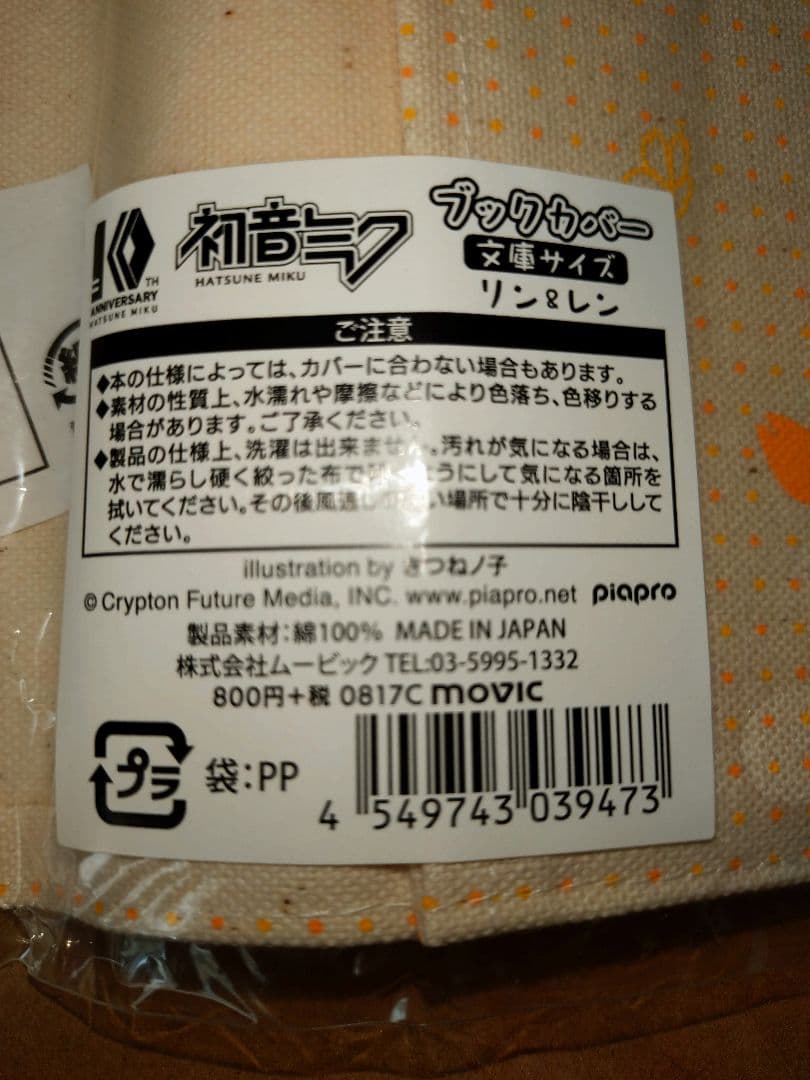 10TH
ANNIVERSARY
HATSUNE MIKU
初音ミク
HATSUNE MIKU
ブックカバー
文庫サイズ
リン&レン
ご注意
◆本の仕様によっては、カバーに合わない場合もあります。
◆素材の性質上、水濡れや摩擦などにより色落ち、色移りする
場合があります。ご了承ください。
◆製品の仕様上、洗濯は出来ません。汚れが気になる場合は、
水で濡らし硬く絞った布で うにして気になる箇所を
拭いてください。その後風通しの 場所で十分に陰干しして
ください。
illustration by きつねノ子
©Crypton Future Media, INC. www.piapro.net piapro
製品素材:綿100% MADE IN JAPAN
株式会社ムービック TEL:03-5995-1332
800円+税 0817C movic
プラ
袋:PP
4 549743 039473